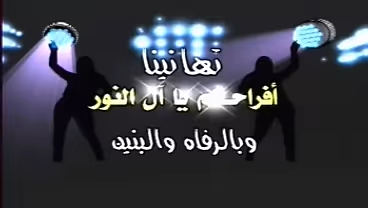 تهانينا
أفراحكم يا آل النور
وبالرفاه والبنين